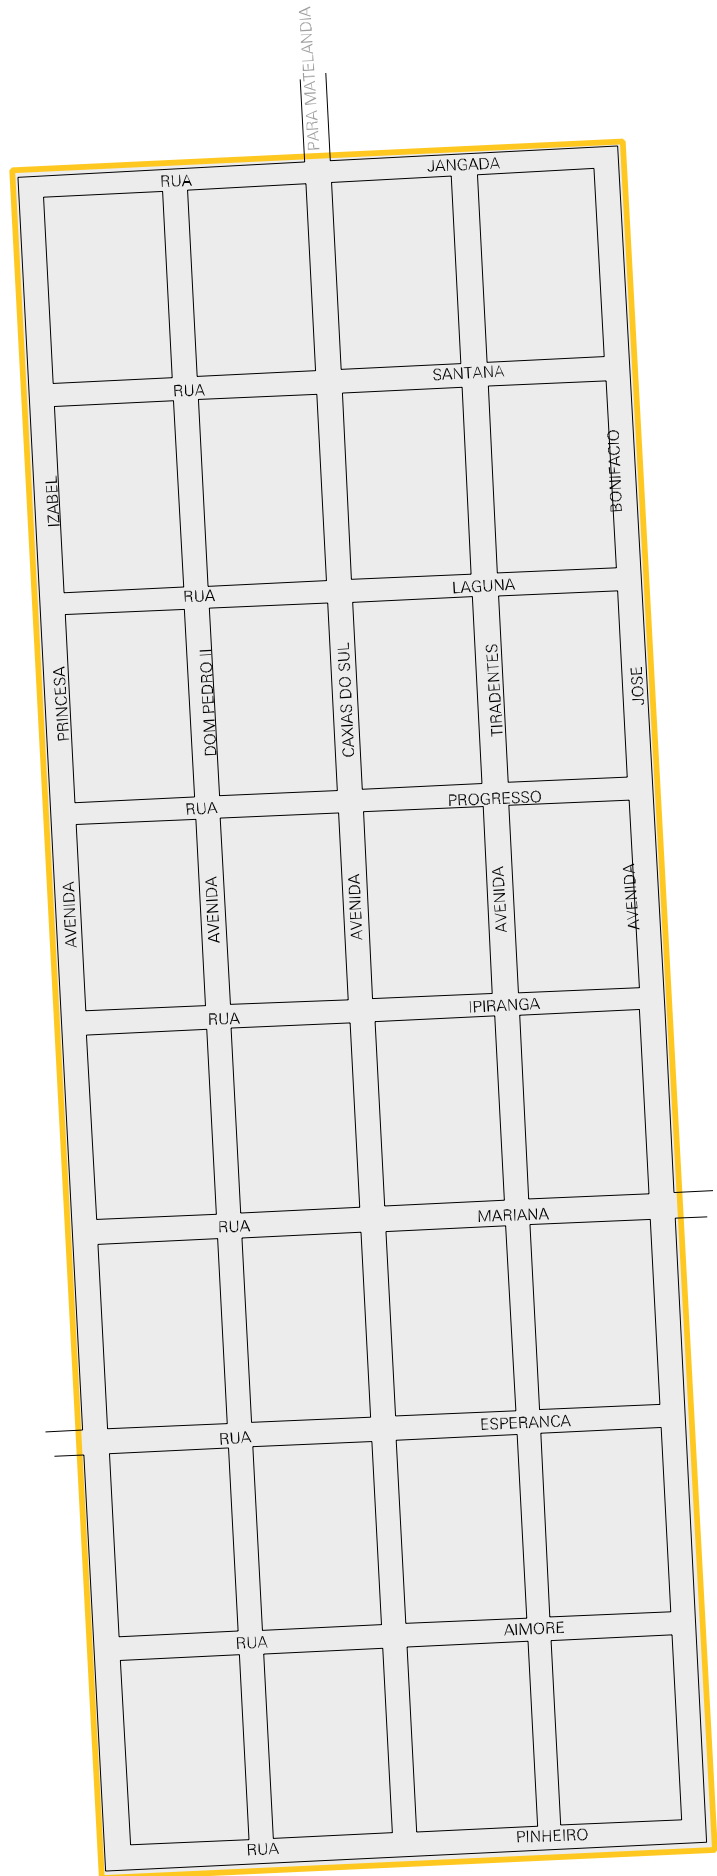 PARA MATELANDIA
RUA JANGADA
RUA SANTANA
IZABEL
BONIFACIO
RUA LAGUNA
PRINCESA
DOM PEDRO II
CAXIAS DO SUL
TIRADENTES
JOSE
RUA PROGRESSO
AVENIDA
AVENIDA
AVENIDA
AVENIDA
AVENIDA
RUA IPIRANGA
RUA MARIANA
RUA ESPERANCA
RUA AIMORE
RUA PINHEIRO